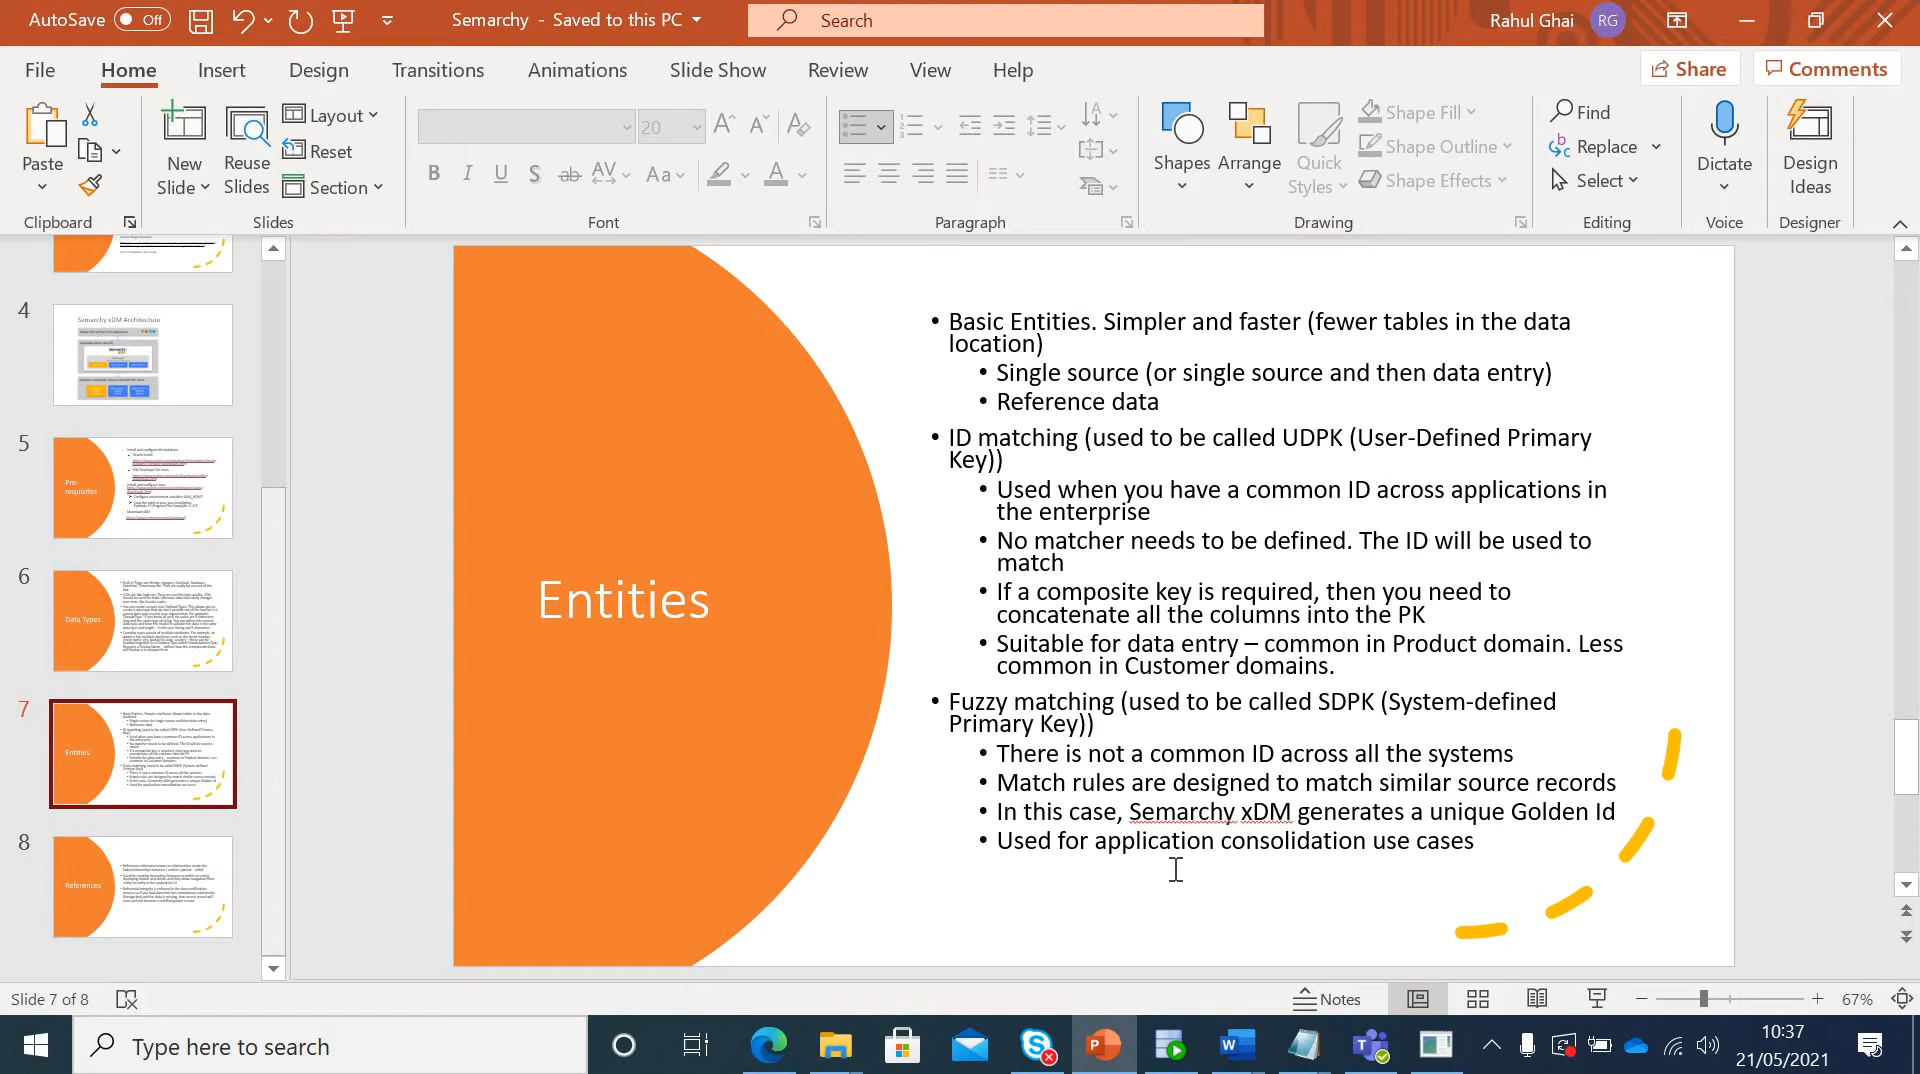 AutoSave Off
Semarchy - Saved to this PC
Search
Rahul Ghai RG
File Home Insert Design Transitions Animations Slide Show Review View Help
Share Comments
Paste
New Slide
Reuse Slides
Layout
Reset
Section
20
B I U S ab AV Aa A
Shapes
Arrange
Quick Styles
Shape Fill
Shape Outline
Shape Effects
Find
Replace
Select
Dictate
Design Ideas
Clipboard Slides Font Paragraph Drawing Editing Voice Designer
4
Semarchy xDM Architecture
5
Pre-requisites
6
Data Types
7
Entities
8
References
Entities
• Basic Entities. Simpler and faster (fewer tables in the data
location)
• Single source (or single source and then data entry)
• Reference data
• ID matching (used to be called UDPK (User-Defined Primary
Key))
• Used when you have a common ID across applications in
the enterprise
• No matcher needs to be defined. The ID will be used to
match
• If a composite key is required, then you need to
concatenate all the columns into the PK
• Suitable for data entry – common in Product domain. Less
common in Customer domains.
• Fuzzy matching (used to be called SDPK (System-defined
Primary Key))
• There is not a common ID across all the systems
• Match rules are designed to match similar source records
• In this case, Semarchy xDM generates a unique Golden Id
• Used for application consolidation use cases
Slide 7 of 8
Notes
67%
Type here to search
10:37
21/05/2021